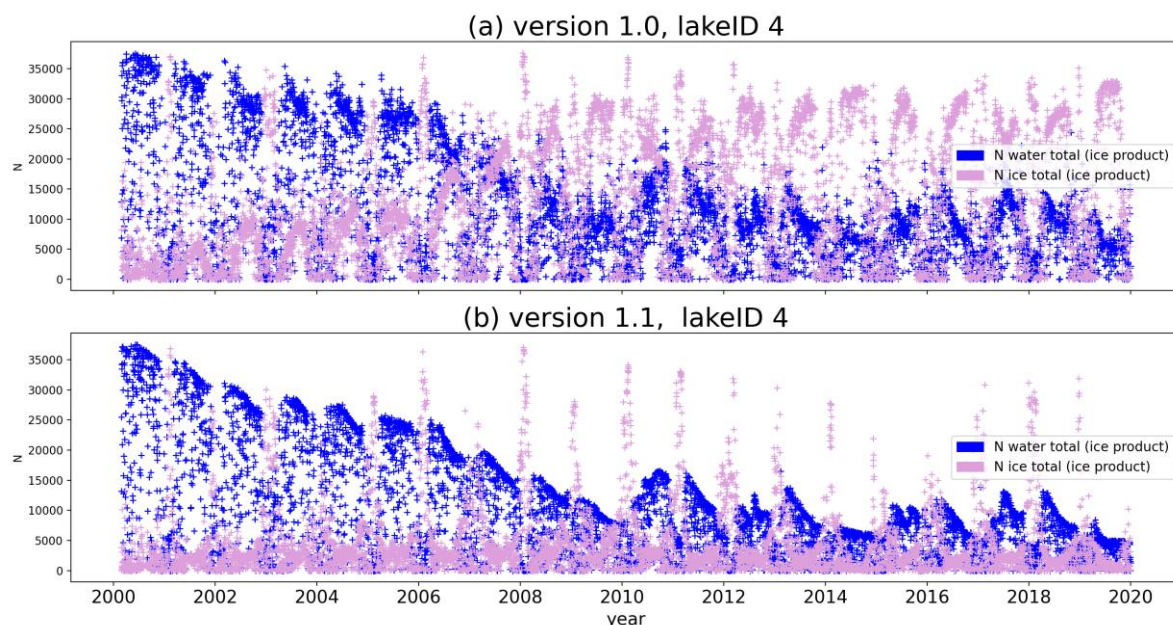 (a) version 1.0, lakeID 4
35000
30000
25000
20000
15000
10000
5000
0
N
N water total (ice product)
N ice total (ice product)
(b) version 1.1, lakeID 4
35000
30000
25000
20000
15000
10000
5000
0
N
N water total (ice product)
N ice total (ice product)
2000 2002 2004 2006 2008 2010 2012 2014 2016 2018 2020
year